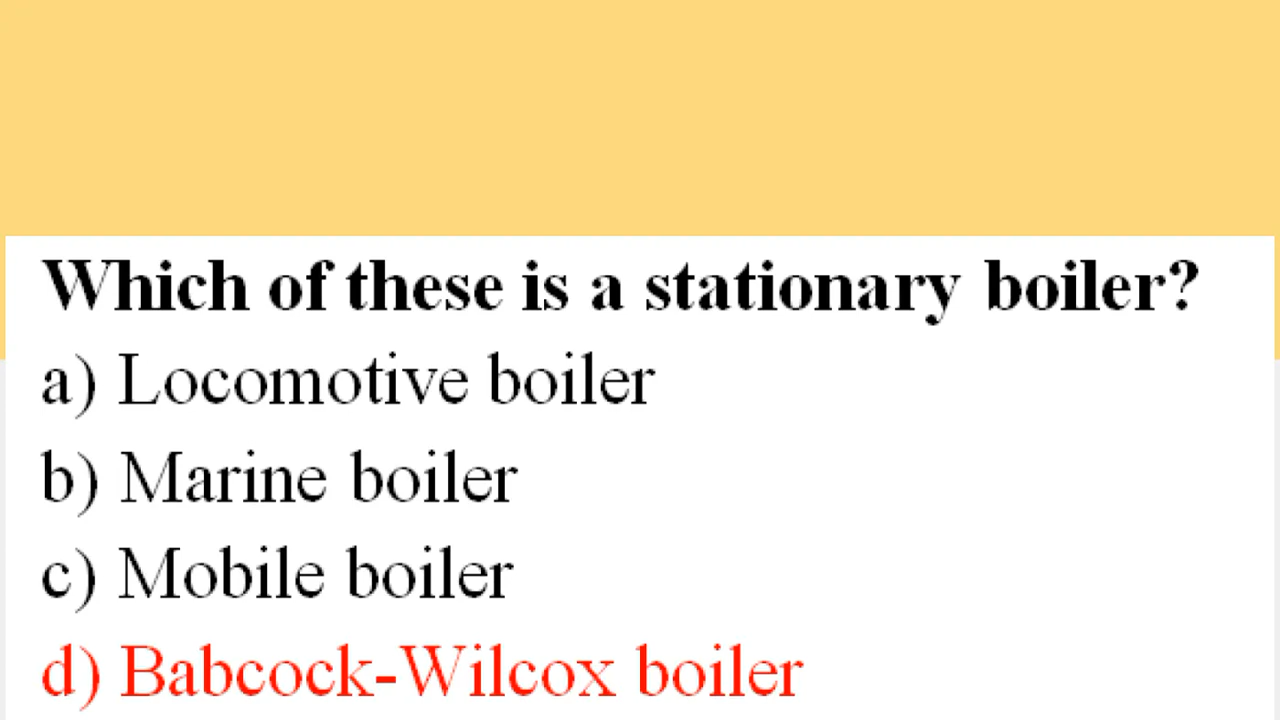 Which of these is a stationary boiler?
a) Locomotive boiler
b) Marine boiler
c) Mobile boiler
d) Babcock-Wilcox boiler